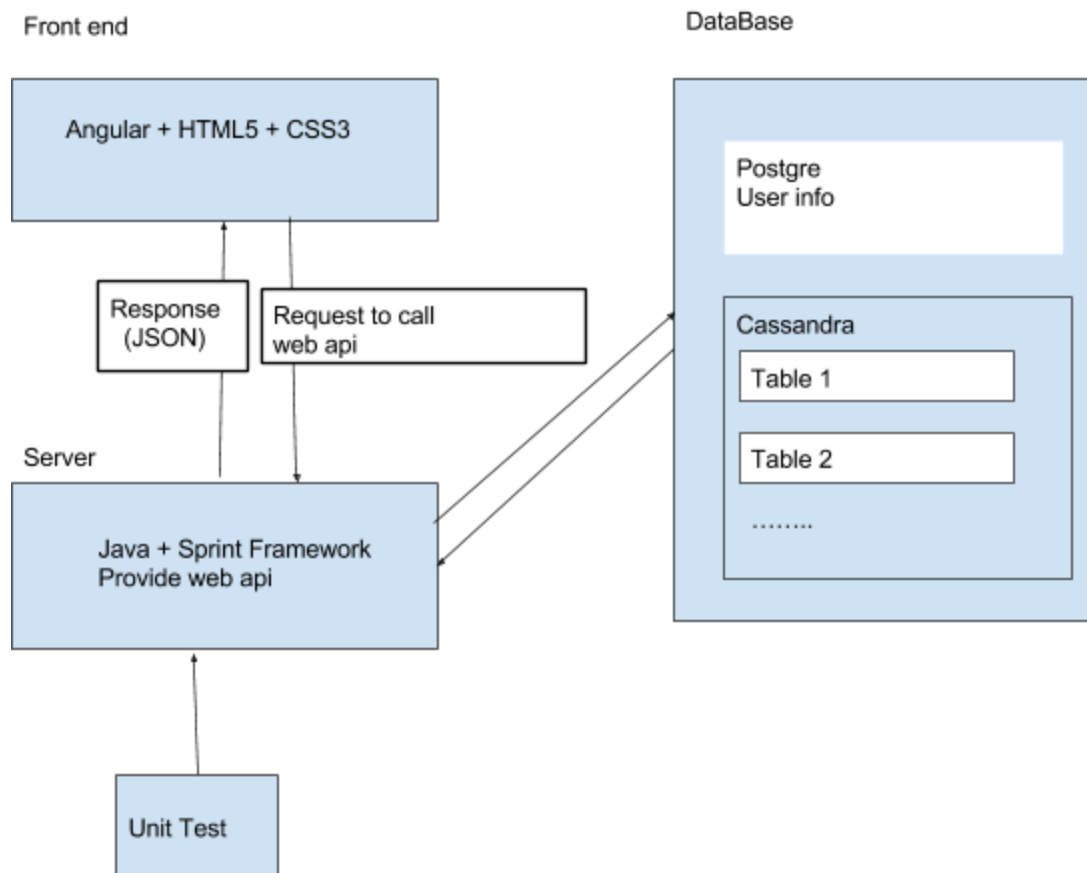 Front end
DataBase
Angular + HTML5 + CSS3
Postgre
User info
Response
(JSON)
Request to call
web api
Cassandra
Table 1
Table 2
……..
Server
Java + Sprint Framework
Provide web api
Unit Test